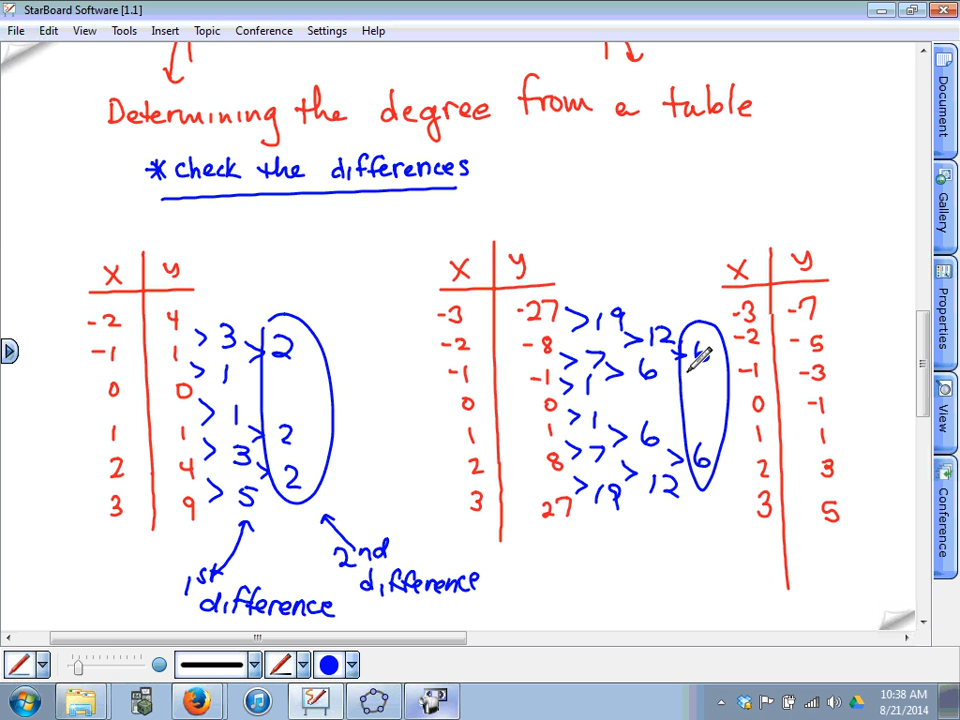 StarBoard Software [1.1]
File Edit View Tools Insert Topic Conference Settings Help
Determining the degree from a table
* Check the differences
x y
-2 4
-1 1
0 0
1 1
2 4
3 9
> 3
> 1
> 1
> 3
> 5
> 2
> 2
> 2
1st difference
2nd difference
x y
-3 -27
-2 -8
-1 -1
0 0
1 1
2 8
3 27
> 19
> 7
> 1
> 1
> 7
> 19
> 12
> 6
> 6
> 12
> 6
> 6
x y
-3 -7
-2 -5
-1 -3
0 -1
1 1
2 3
3 5
Document
Gallery
Properties
View
Conference
10:38 AM
8/21/2014